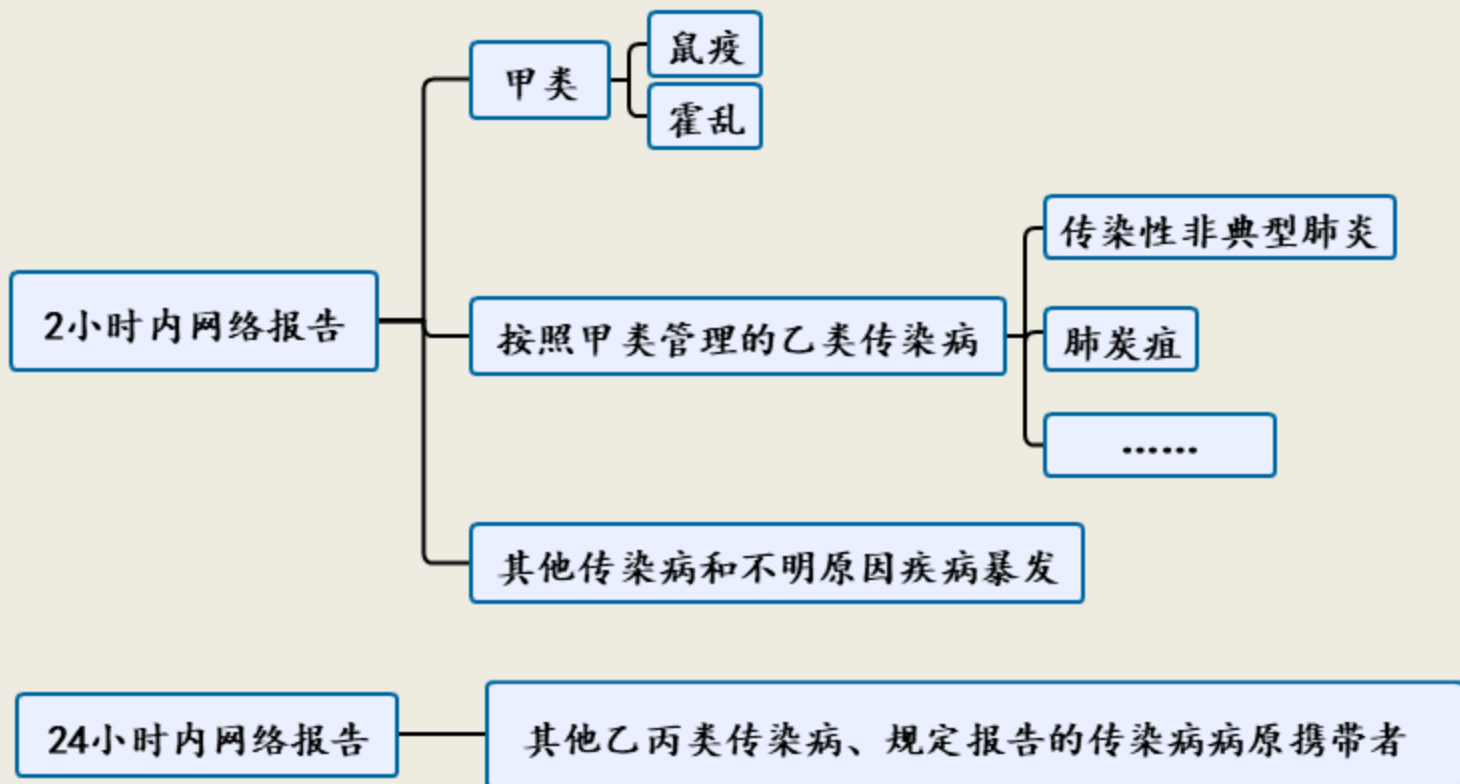 甲类
鼠疫
霍乱
2小时内网络报告
按照甲类管理的乙类传染病
传染性非典型肺炎
肺炭疽
……
其他传染病和不明原因疾病暴发
24小时内网络报告
其他乙丙类传染病、规定报告的传染病病原携带者